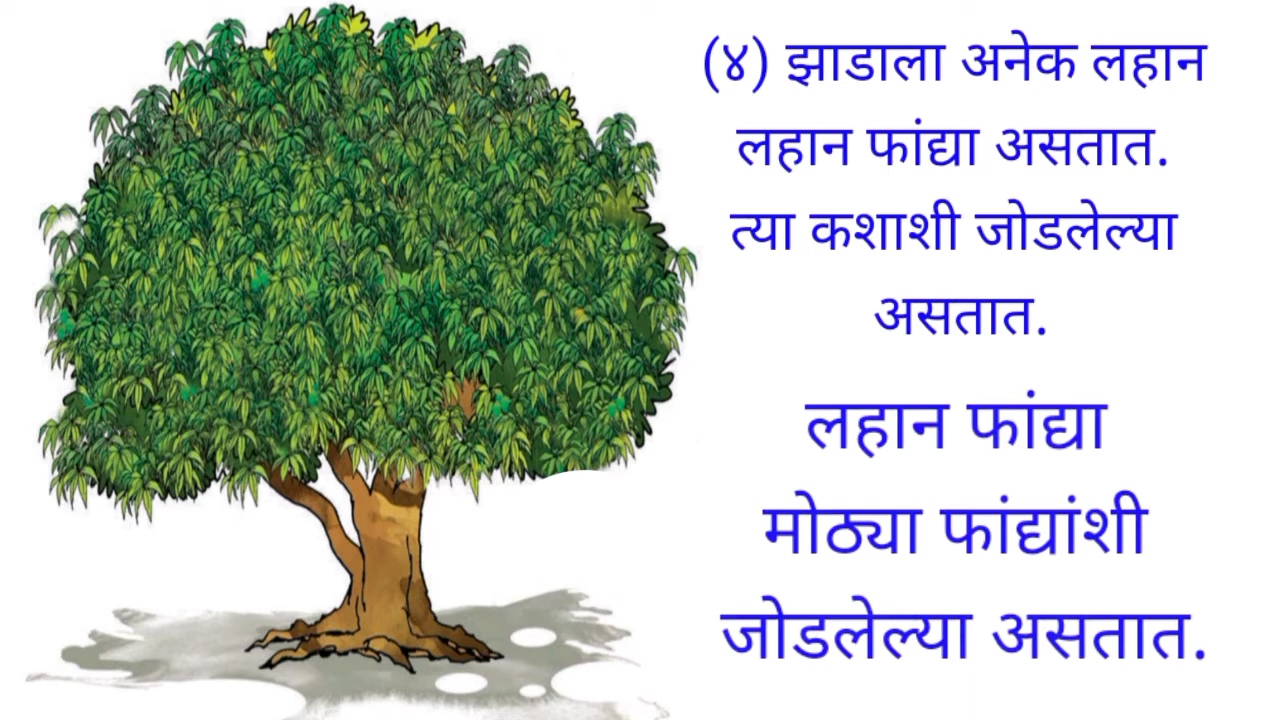 (४) झाडाला अनेक लहान
लहान फांद्या असतात.
त्या कशाशी जोडलेल्या
असतात.
लहान फांद्या
मोठ्या फांद्यांशी
जोडलेल्या असतात.